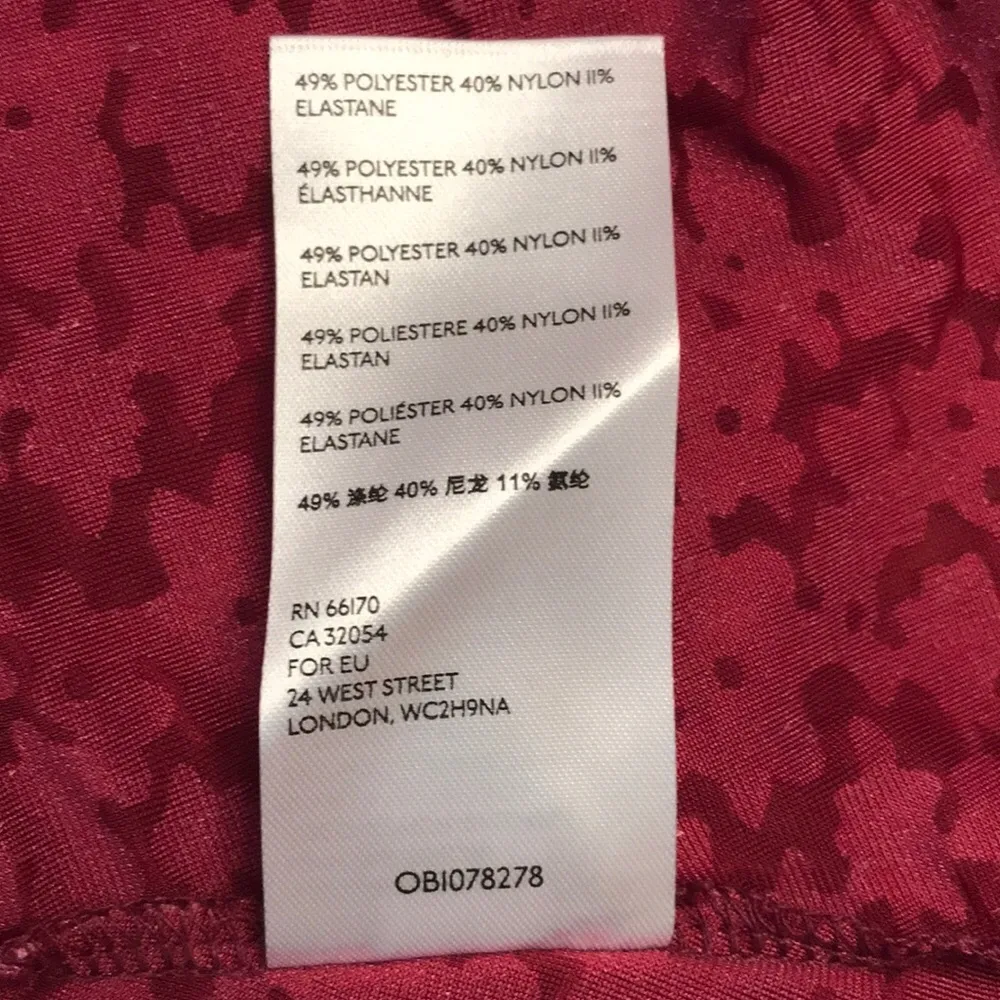 49% POLYESTER 40% NYLON 11%
ELASTANE
49% POLYESTER 40% NYLON 11%
ÉLASTHANNE
49% POLYESTER 40% NYLON 11%
ELASTAN
49% POLIESTERE 40% NYLON 11%
ELASTAN
49% POLIÉSTER 40% NYLON 11%
ELASTANE
49% 涤纶 40% 尼龙 11% 氨纶
RN 66170
CA 32054
FOR EU
24 WEST STREET
LONDON, WC2H9NA
OB1078278